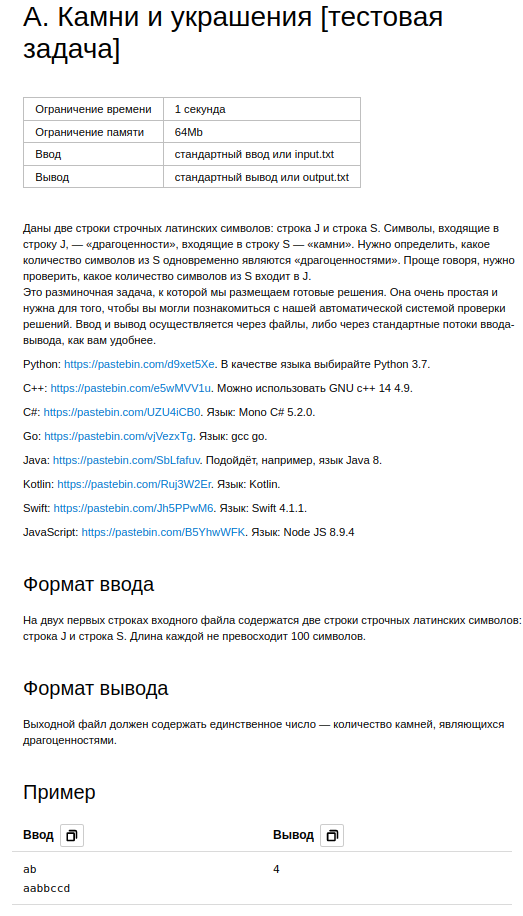 А. Камни и украшения [тестовая
задача]
Ограничение времени 1 секунда
Ограничение памяти 64Mb
Ввод стандартный ввод или input.txt
Вывод стандартный вывод или output.txt
Даны две строки строчных латинских символов: строка J и строка S. Символы, входящие в
строку J, — «драгоценности», входящие в строку S — «камни». Нужно определить, какое
количество символов из S одновременно являются «драгоценностями». Проще говоря, нужно
проверить, какое количество символов из S входит в J.
Это разминочная задача, к которой мы размещаем готовые решения. Она очень простая и
нужна для того, чтобы вы могли познакомиться с нашей автоматической системой проверки
решений. Ввод и вывод осуществляется через файлы, либо через стандартные потоки ввода-
вывода, как вам удобнее.
Python: https://pastebin.com/d9xet5Xe. В качестве языка выбирайте Python 3.7.
C++: https://pastebin.com/e5wMVV1u. Можно использовать GNU c++ 14 4.9.
C#: https://pastebin.com/UZU4iCB0. Язык: Mono C# 5.2.0.
Go: https://pastebin.com/vjVezxTg. Язык: gcc go.
Java: https://pastebin.com/SbLfafuv. Подойдёт, например, язык Java 8.
Kotlin: https://pastebin.com/Ruj3W2Er. Язык: Kotlin.
Swift: https://pastebin.com/Jh5PPwM6. Язык: Swift 4.1.1.
JavaScript: https://pastebin.com/B5YhwWFK. Язык: Node JS 8.9.4
Формат ввода
На двух первых строках входного файла содержатся две строки строчных латинских символов:
строка J и строка S. Длина каждой не превосходит 100 символов.
Формат вывода
Выходной файл должен содержать единственное число — количество камней, являющихся
драгоценностями.
Пример
Ввод Вывод
ab 4
aabbccd